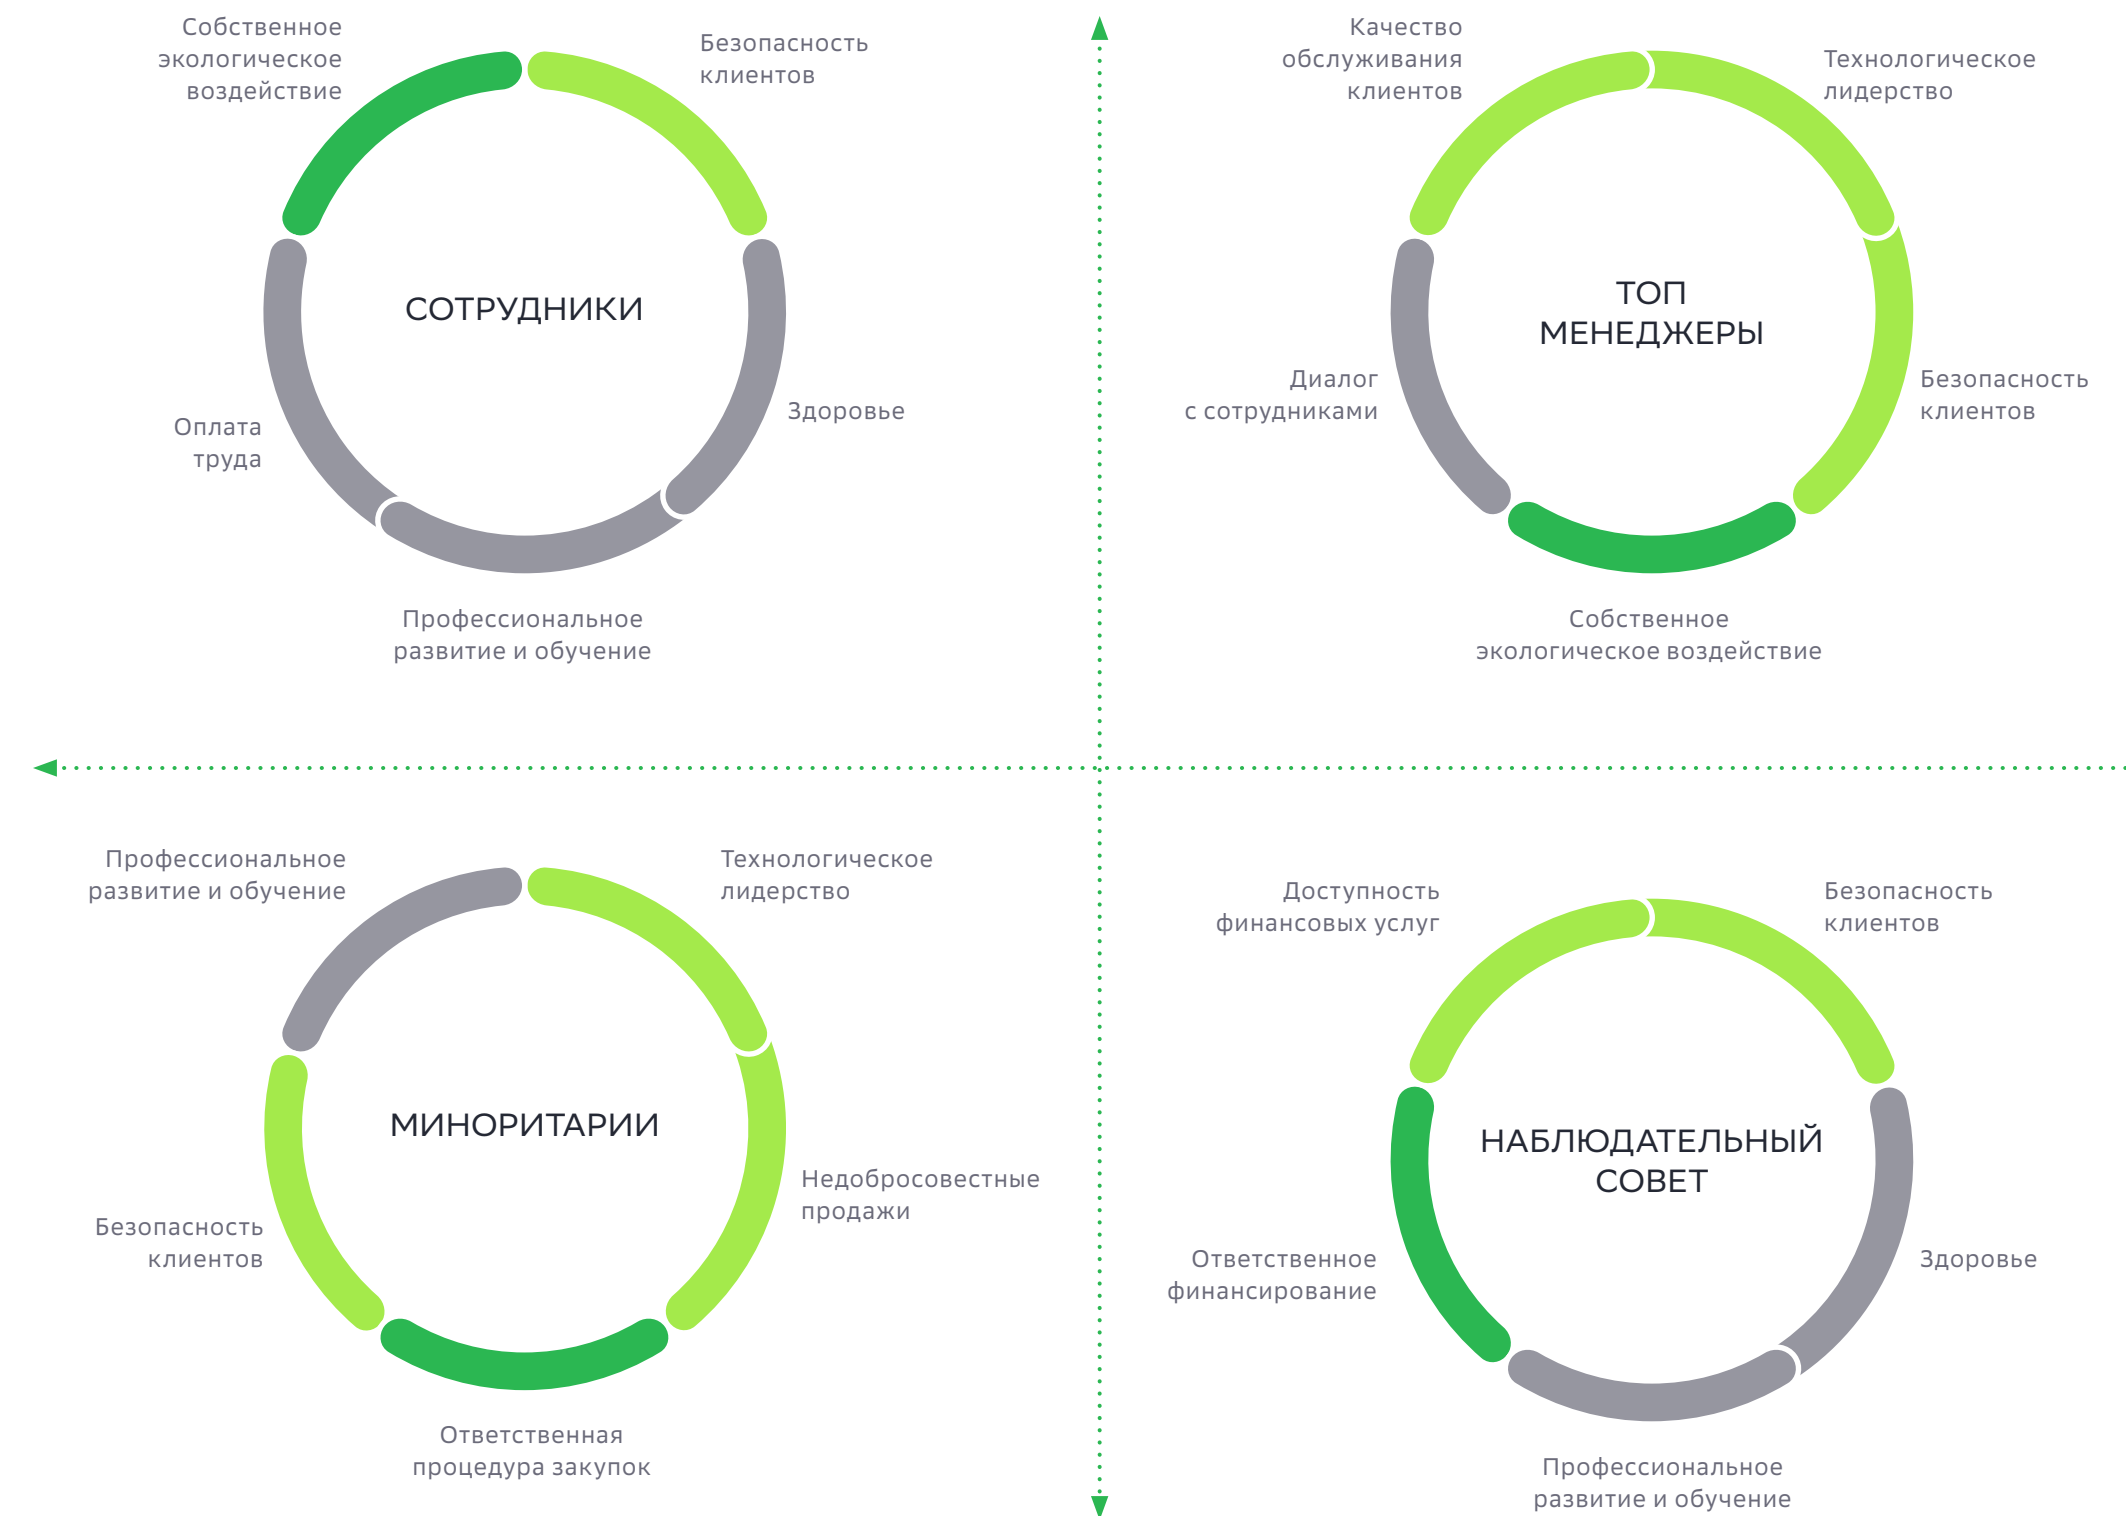 Собственное
экологическое
воздействие
Безопасность
клиентов
СОТРУДНИКИ
Оплата
труда
Здоровье
Профессиональное
развитие и обучение
Качество
обслуживания
клиентов
Технологическое
лидерство
ТОП
МЕНЕДЖЕРЫ
Диалог
с сотрудниками
Безопасность
клиентов
Собственное
экологическое воздействие
Профессиональное
развитие и обучение
Технологическое
лидерство
МИНОРИТАРИИ
Безопасность
клиентов
Недобросовестные
продажи
Ответственная
процедура закупок
Доступность
финансовых услуг
Безопасность
клиентов
НАБЛЮДАТЕЛЬНЫЙ
СОВЕТ
Ответственное
финансирование
Здоровье
Профессиональное
развитие и обучение